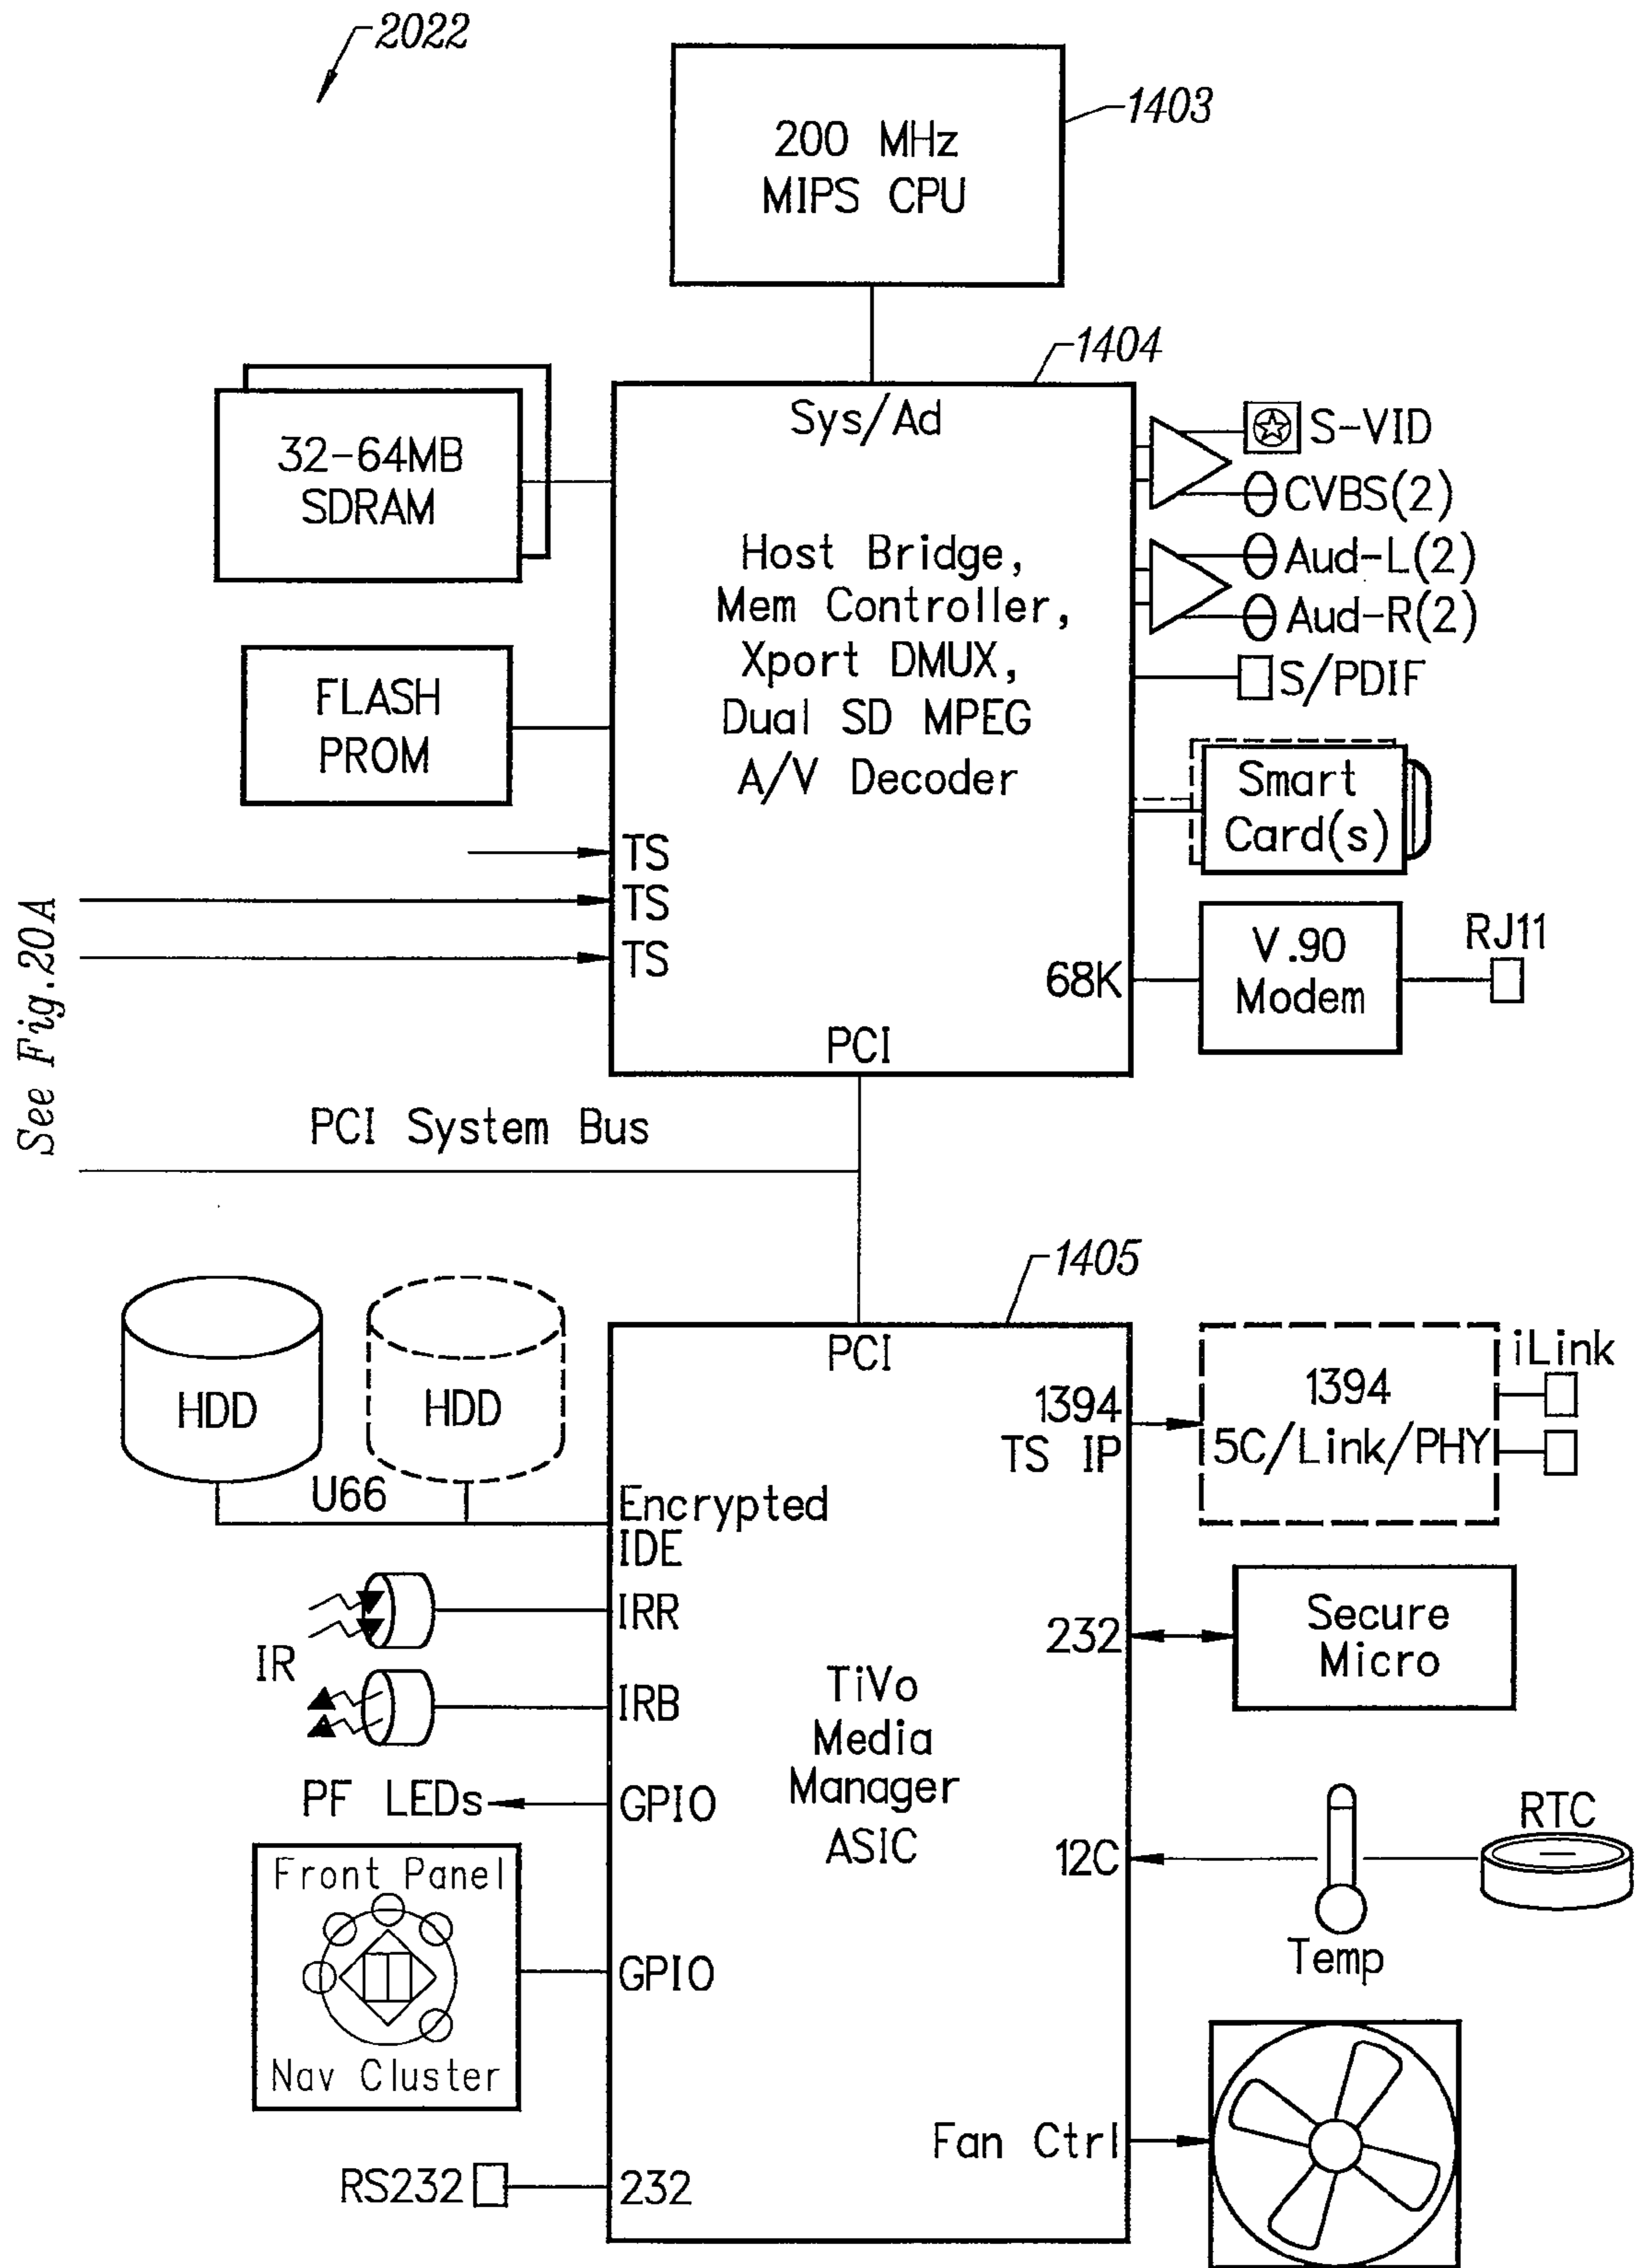 2022
200 MHz
MIPS CPU
1403
1404
Sys/Ad
32-64MB
SDRAM
Host Bridge,
Mem Controller,
Xport DMUX,
Dual SD MPEG
A/V Decoder
S-VID
CVBS(2)
Aud-L(2)
Aud-R(2)
S/PDIF
FLASH
PROM
Smart
Card(s)
TS
TS
TS
See Fig.20A
68K
V.90
Modem
RJ11
PCI
PCI System Bus
1405
PCI
HDD
HDD
U66
Encrypted
IDE
1394
TS IP
1394
5C/Link/PHY
iLink
IR
IRR
IRB
232
Secure
Micro
TiVo
Media
Manager
ASIC
PF LEDs
GPIO
12C
Temp
RTC
Front Panel
Nav Cluster
GPIO
Fan Ctrl
RS232
232